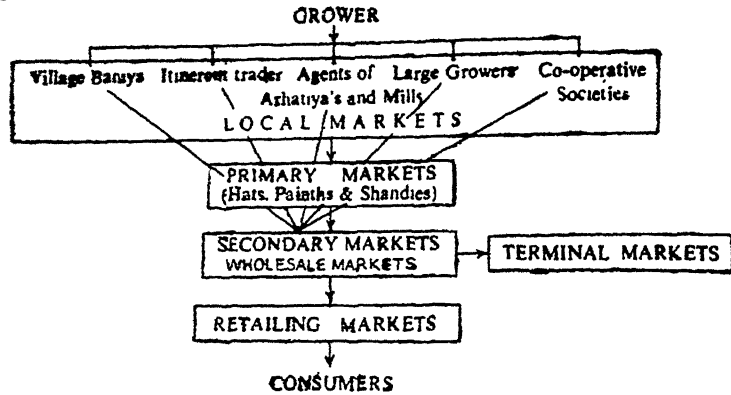 GROWER
Village Banya Itinerent trader Agents of Large Growers Co-operative
Arhatiya's and Mills Societies
LOCAL MARKETS
PRIMARY MARKETS
(Hats. Painths & Shandies)
SECONDARY MARKETS
WHOLESALE MARKETS
TERMINAL MARKETS
RETAILING MARKETS
CONSUMERS